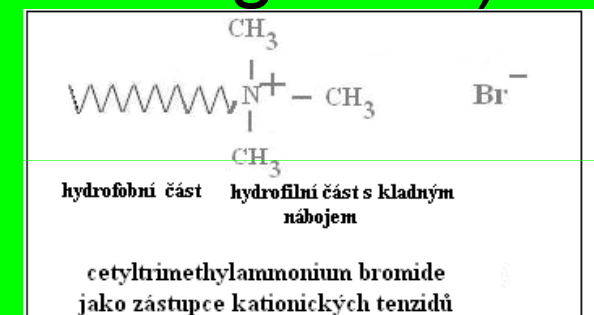 CH3
N+ – CH3 Br–
CH3
hydrofobní část hydrofilní část s kladným
nábojem
cetyltrimethylammonium bromide
jako zástupce kationických tenzidů